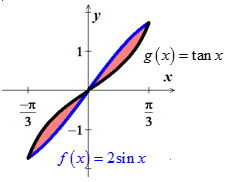 y
1
g(x) = tan x
x
−π/3
π/3
−1
f(x) = 2sin x